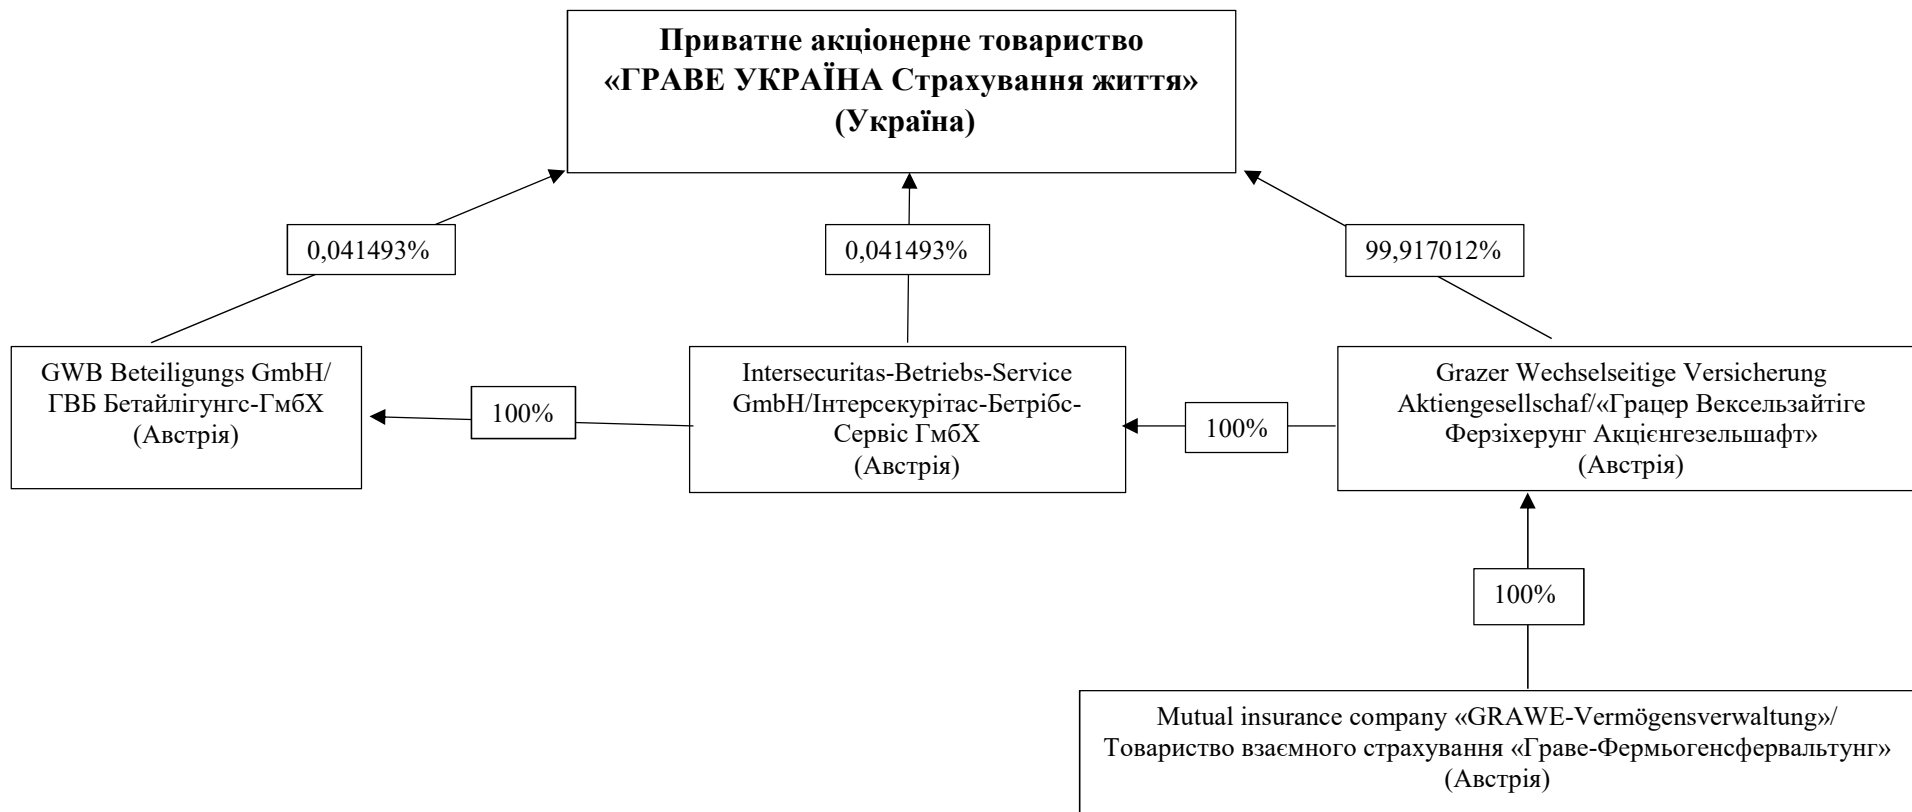 Приватне акціонерне товариство
«ГРАВЕ УКРАЇНА Страхування життя»
(Україна)
0,041493%
0,041493%
99,917012%
GWB Beteiligungs GmbH/
ГВБ Бетайлігунгс-ГмбХ
(Австрія)
100%
Intersecuritas-Betriebs-Service
GmbH/Інтерсекурітас-Бетрібс-
Сервіс ГмбХ
(Австрія)
100%
Grazer Wechselseitige Versicherung
Aktiengesellschaf/«Грацер Вексельзайтіге
Ферзіхерунг Акцієнгезельшафт»
(Австрія)
100%
Mutual insurance company «GRAWE-Vermögensverwaltung»/
Товариство взаємного страхування «Граве-Фермьогенсфервальтунг»
(Австрія)